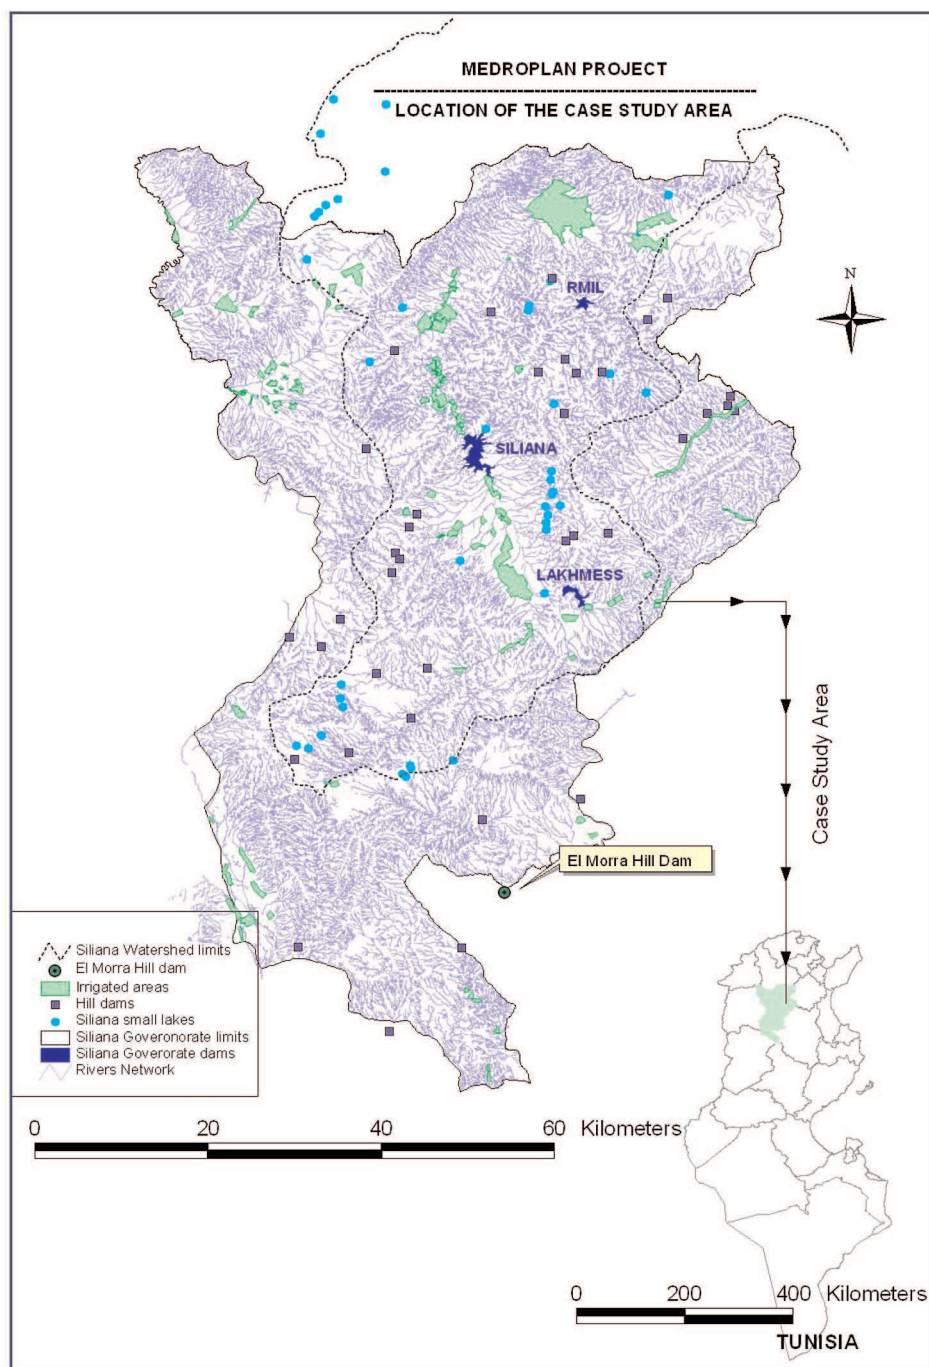 MEDROPLAN PROJECT
LOCATION OF THE CASE STUDY AREA
N
RMIL
SILIANA
LAKHMESS
Case Study Area
El Morra Hill Dam
Siliana Watershed limits
El Morra Hill dam
Irrigated areas
Hill dams
Siliana small lakes
Siliana Goveronorate limits
Siliana Goverorate dams
Rivers Network
0 20 40 60 Kilometers
0 200 400 Kilometers
TUNISIA